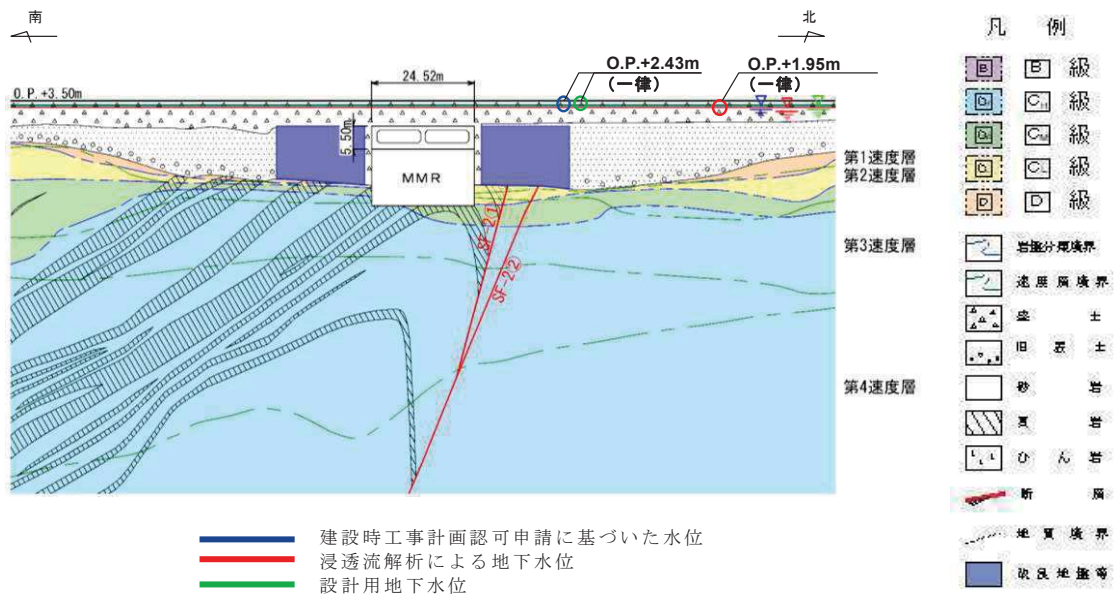 南
北
O.P.+2.43m
(一律)
O.P.+1.95m
(一律)
24.52m
O.P.+3.50m
5.50m
MMR
SF-2①
SF-2②
第1速度層
第2速度層
第3速度層
第4速度層
建設時工事計画認可申請に基づいた水位
浸透流解析による地下水位
設計用地下水位
凡例
B B 級
CH CH 級
CM CM 級
CL CL 級
D D 級
岩盤分類境界
速度層境界
盛土
旧表土
砂岩
頁岩
ひん岩
断層
地質境界
改良地盤等